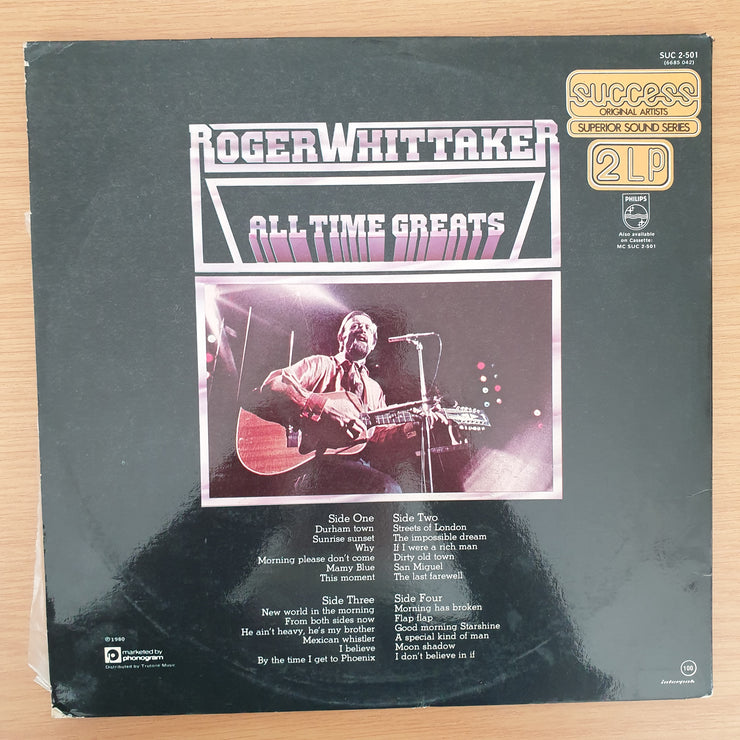 SUC 2-501
(6685 042)
success
ORIGINAL ARTISTS
SUPERIOR SOUND SERIES
2LP
PHILIPS
Also available
on Cassette:
MC SUC 2-501
ROGER WHITTAKER
ALL TIME GREATS
Side One
Durham town
Sunrise sunset
Why
Morning please don't come
Mamy Blue
This moment
Side Two
Streets of London
The impossible dream
If I were a rich man
Dirty old town
San Miguel
The last farewell
Side Three
New world in the morning
From both sides now
He ain't heavy, he's my brother
Mexican whistler
I believe
By the time I get to Phoenix
Side Four
Morning has broken
Flap flap
Good morning Starshine
A special kind of man
Moon shadow
I don't believe in if
℗1980
marketed by
phonogram
Distributed by Trutone Music
100
interpak